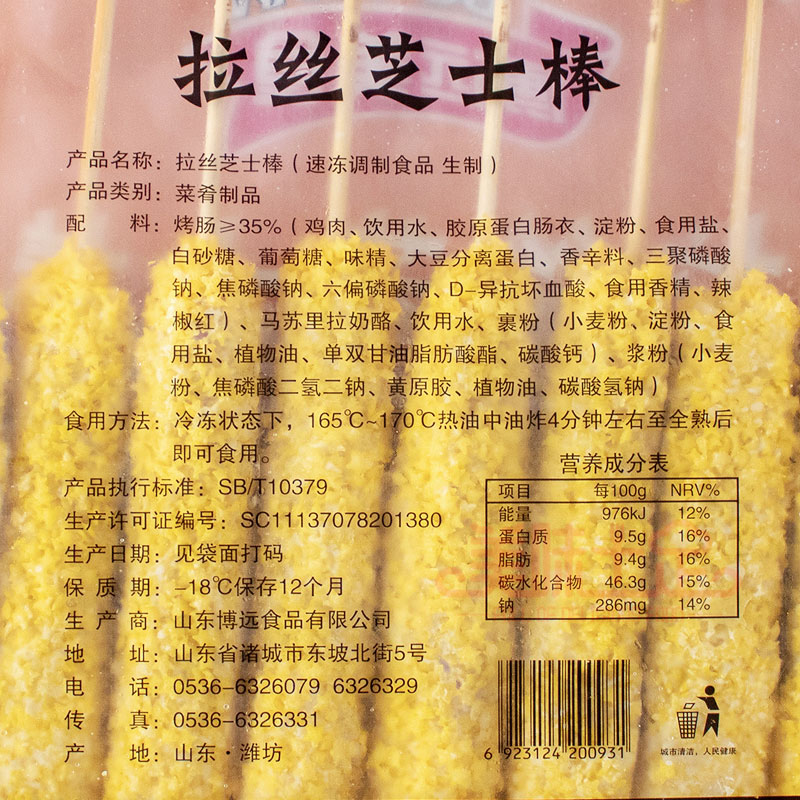 拉丝芝士棒
产品名称：拉丝芝士棒（速冻调制食品 生制）
产品类别：菜肴制品
配　　料：烤肠≥35%（鸡肉、饮用水、胶原蛋白肠衣、淀粉、食用盐、
白砂糖、葡萄糖、味精、大豆分离蛋白、香辛料、三聚磷酸
钠、焦磷酸钠、六偏磷酸钠、D-异抗坏血酸、食用香精、辣
椒红）、马苏里拉奶酪、饮用水、裹粉（小麦粉、淀粉、食
用盐、植物油、单双甘油脂肪酸酯、碳酸钙）、浆粉（小麦
粉、焦磷酸二氢二钠、黄原胶、植物油、碳酸氢钠）
食用方法：冷冻状态下，165℃~170℃热油中油炸4分钟左右至全熟后
即可食用。
产品执行标准：SB/T10379
生产许可证编号：SC11137078201380
生产日期：见袋面打码
保 质 期：-18℃保存12个月
生 产 商：山东博远食品有限公司
地　　址：山东省诸城市东坡北街5号
电　　话：0536-6326079 6326329
传　　真：0536-6326331
产　　地：山东·潍坊
营养成分表
项目 每100g NRV%
能量 976kJ 12%
蛋白质 9.5g 16%
脂肪 9.4g 16%
碳水化合物 46.3g 15%
钠 286mg 14%
6 923124 200931
城市清洁，人民健康